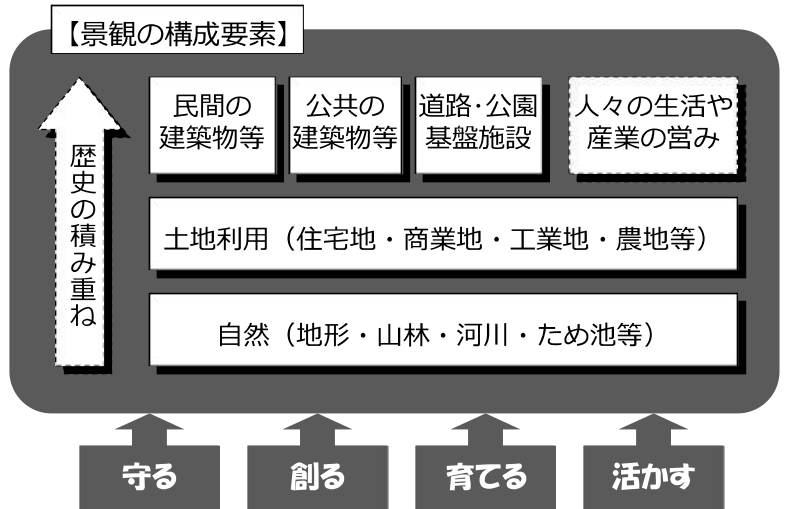 【景観の構成要素】
歴史の積み重ね
民間の
建築物等
公共の
建築物等
道路・公園
基盤施設
人々の生活や
産業の営み
土地利用（住宅地・商業地・工業地・農地等）
自然（地形・山林・河川・ため池等）
守る
創る
育てる
活かす